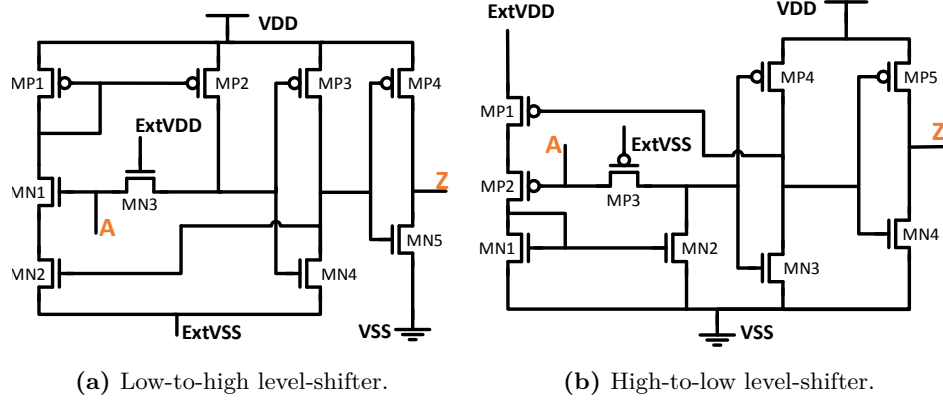 ExtVDD
VDD
VDD
MP1
MP2
MP3
MP4
MP4
MP5
ExtVDD
MP1
A
ExtVSS
Z
MN1
MN3
Z
MP2
MP3
A
MN5
MN1
MN2
MN4
MN2
MN4
MN3
ExtVSS
VSS
VSS
(a) Low-to-high level-shifter.
(b) High-to-low level-shifter.